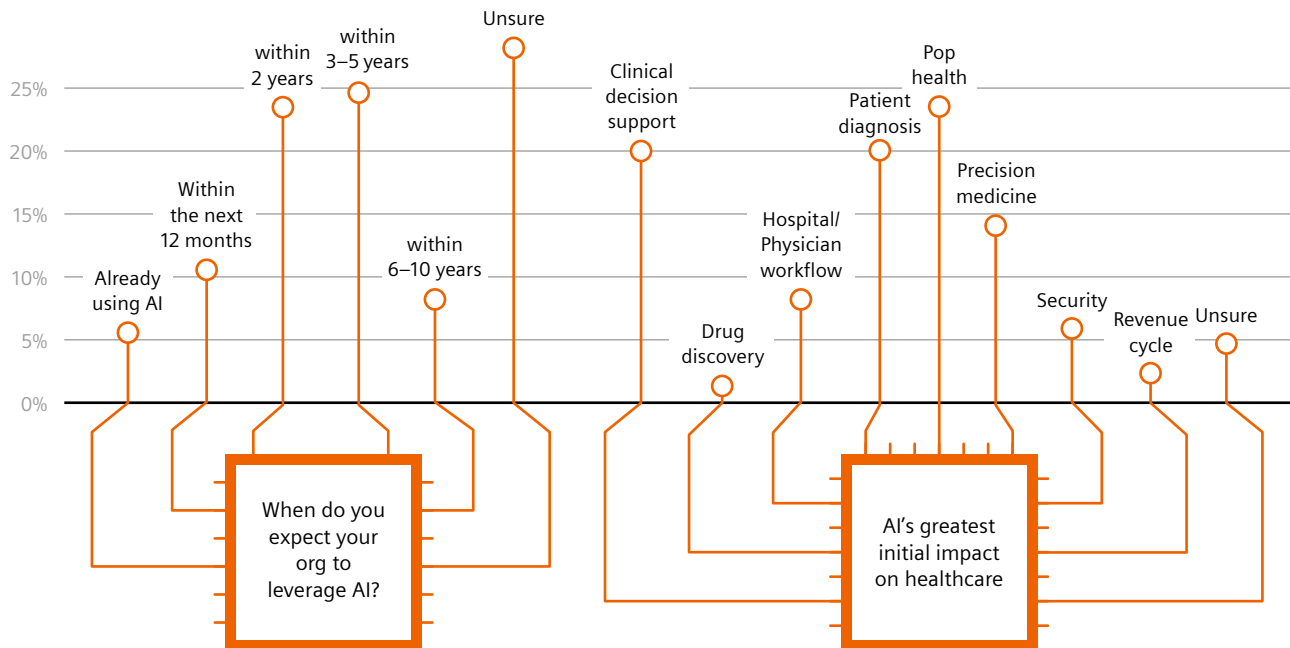 25%
20%
15%
10%
5%
0%
Already
using AI
Within
the next
12 months
within
2 years
within
3–5 years
within
6–10 years
Unsure
Clinical
decision
support
Drug
discovery
Hospital/
Physician
workflow
Patient
diagnosis
Pop
health
Precision
medicine
Security
Revenue
cycle
Unsure
When do you
expect your
org to
leverage AI?
AI’s greatest
initial impact
on healthcare